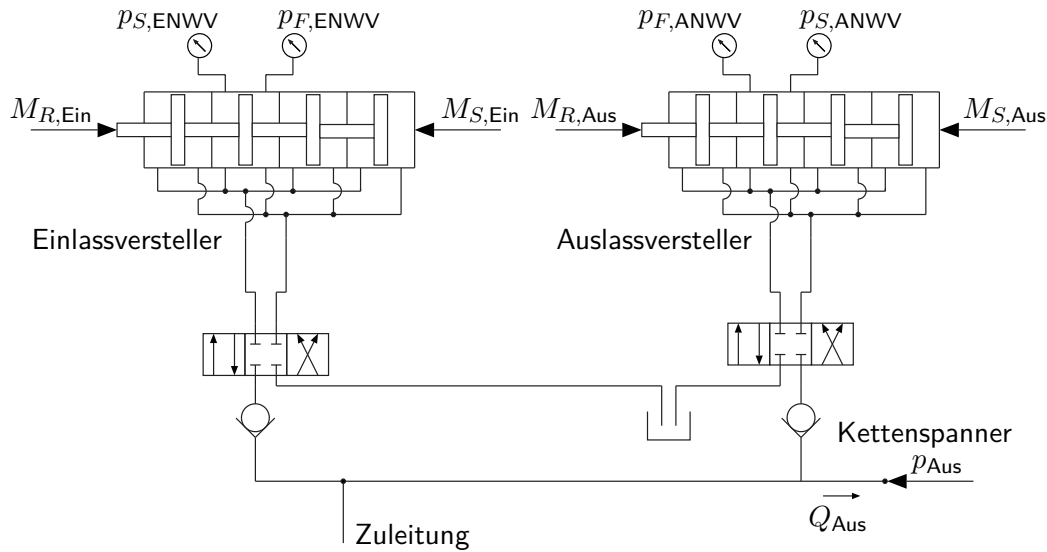 p_S,ENWV p_F,ENWV p_F,ANWV p_S,ANWV
M_R,Ein M_S,Ein M_R,Aus M_S,Aus
Einlassversteller Auslassversteller
Kettenspanner
p_Aus
Q_Aus
Zuleitung